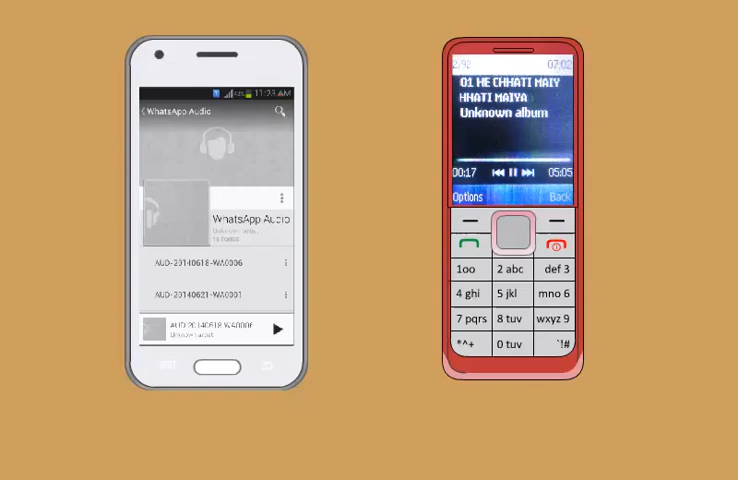 11:23 AM
WhatsApp Audio
WhatsApp Audio
AUD-20140618-WA0006
AUD-20140621-WA0001
AUD 20140618 WA0006
Unknown artist
2/92 07:02
01 HE CHHATI MAIY
HHATI MAIYA
Unknown album
00:17 05:05
Options Back
1oo 2 abc def 3
4 ghi 5 jkl mno 6
7 pqrs 8 tuv wxyz 9
*^+ 0 tuv `!#